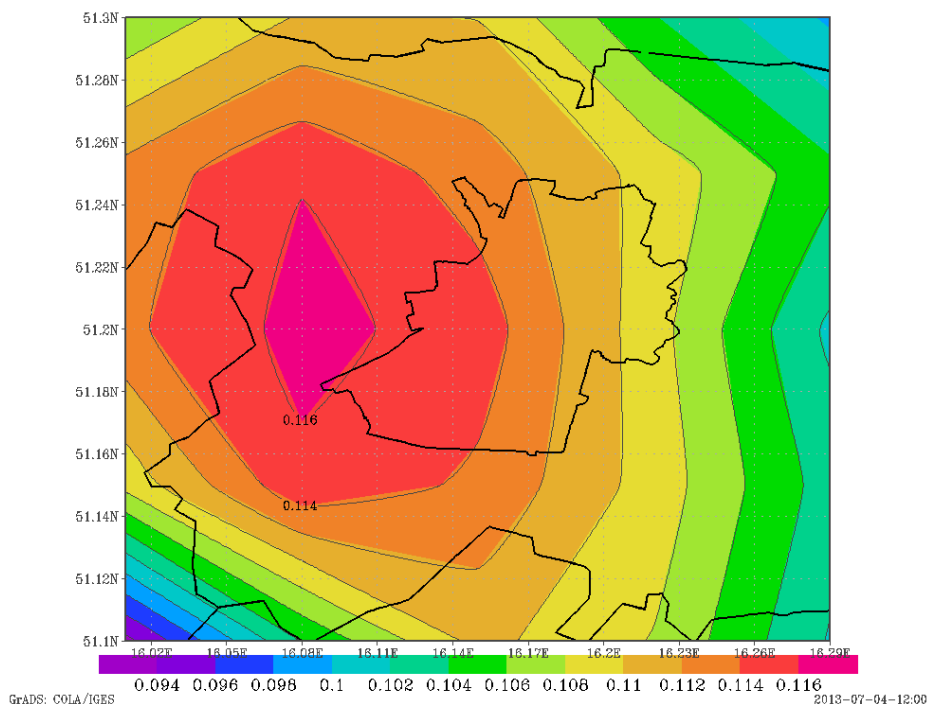 51.3N
51.28N
51.26N
51.24N
51.22N
51.2N
51.18N
51.16N
51.14N
51.12N
51.1N
0.116
0.114
16.02E 16.05E 16.08E 16.11E 16.14E 16.17E 16.2E 16.23E 16.26E 16.29E
0.094 0.096 0.098 0.1 0.102 0.104 0.106 0.108 0.11 0.112 0.114 0.116
GrADS: COLA/IGES 2013-07-04-12:00